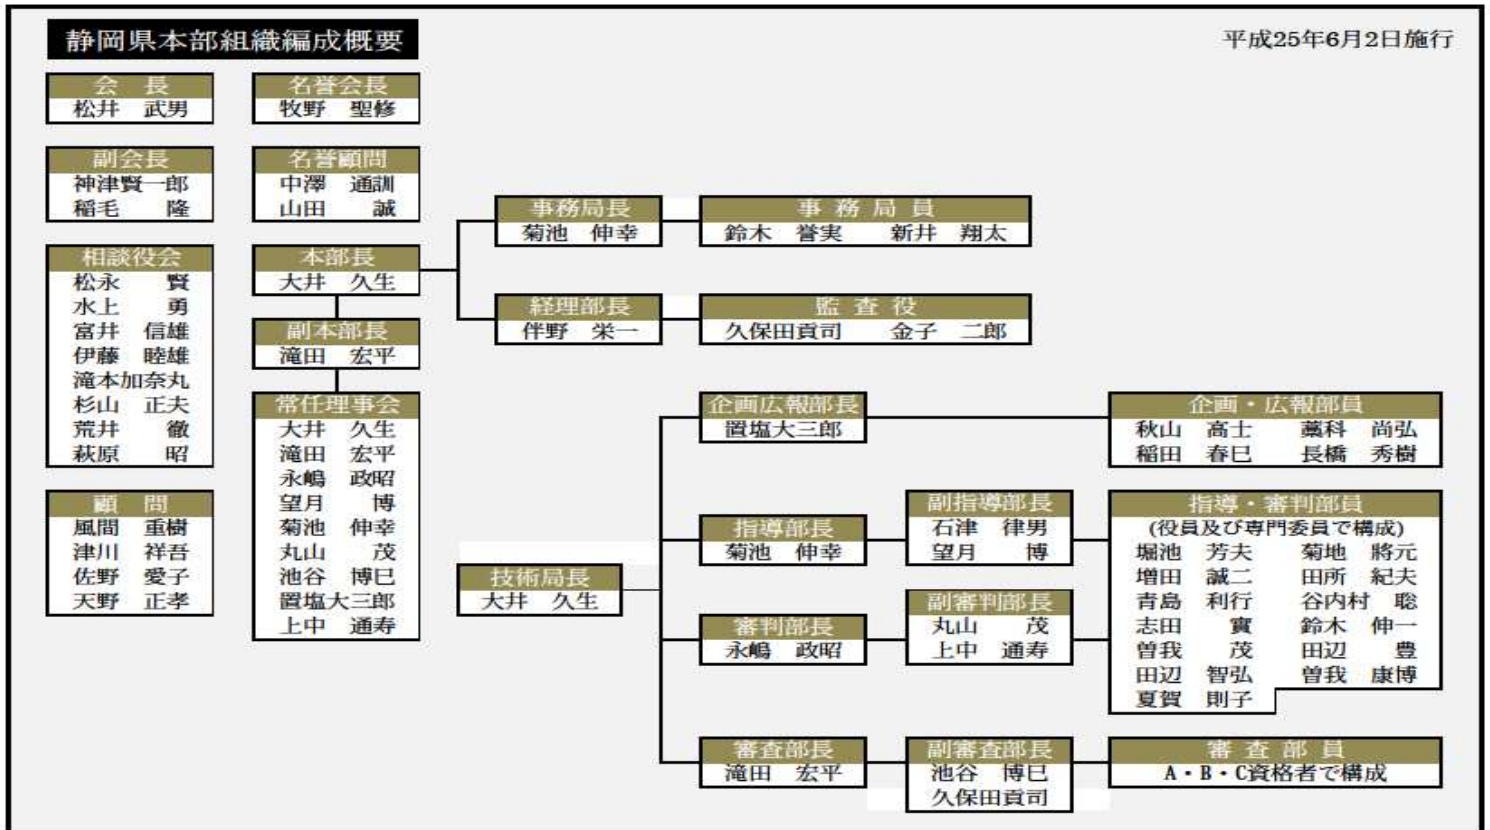 静岡県本部組織編成概要
平成25年6月2日施行
会　長
松井　武男
名誉会長
牧野　聖修
副会長
神津賢一郎
稲毛　隆
名誉顧問
中澤　通訓
山田　誠
相談役会
松永　賢
水上　勇
富井　信雄
伊藤　睦雄
滝本加奈丸
杉山　正夫
荒井　徹
萩原　昭
顧　問
風間　重樹
津川　祥吾
佐野　愛子
天野　正孝
本部長
大井　久生
副本部長
滝田　宏平
常任理事会
大井　久生
滝田　宏平
永嶋　政昭
望月　博
菊池　伸幸
丸山　茂
池谷　博巳
置塩大三郎
上中　通寿
事務局長
菊池　伸幸
事 務 局 員
鈴木　誉実　新井　翔太
経理部長
伴野　栄一
監 査 役
久保田貢司　金子　二郎
技術局長
大井　久生
企画広報部長
置塩大三郎
企画・広報部員
秋山　高士　藁科　尚弘
稲田　春巳　長橋　秀樹
指導部長
菊池　伸幸
副指導部長
石津　律男
望月　博
審判部長
永嶋　政昭
副審判部長
丸山　茂
上中　通寿
指導・審判部員
(役員及び専門委員で構成)
堀池　芳夫　菊地　將元
増田　誠二　田所　紀夫
青島　利行　谷内村　聡
志田　實　鈴木　伸一
曽我　茂　田辺　豊
田辺　智弘　曽我　康博
夏賀　則子
審査部長
滝田　宏平
副審査部長
池谷　博巳
久保田貢司
審 査 部 員
A・B・C資格者で構成